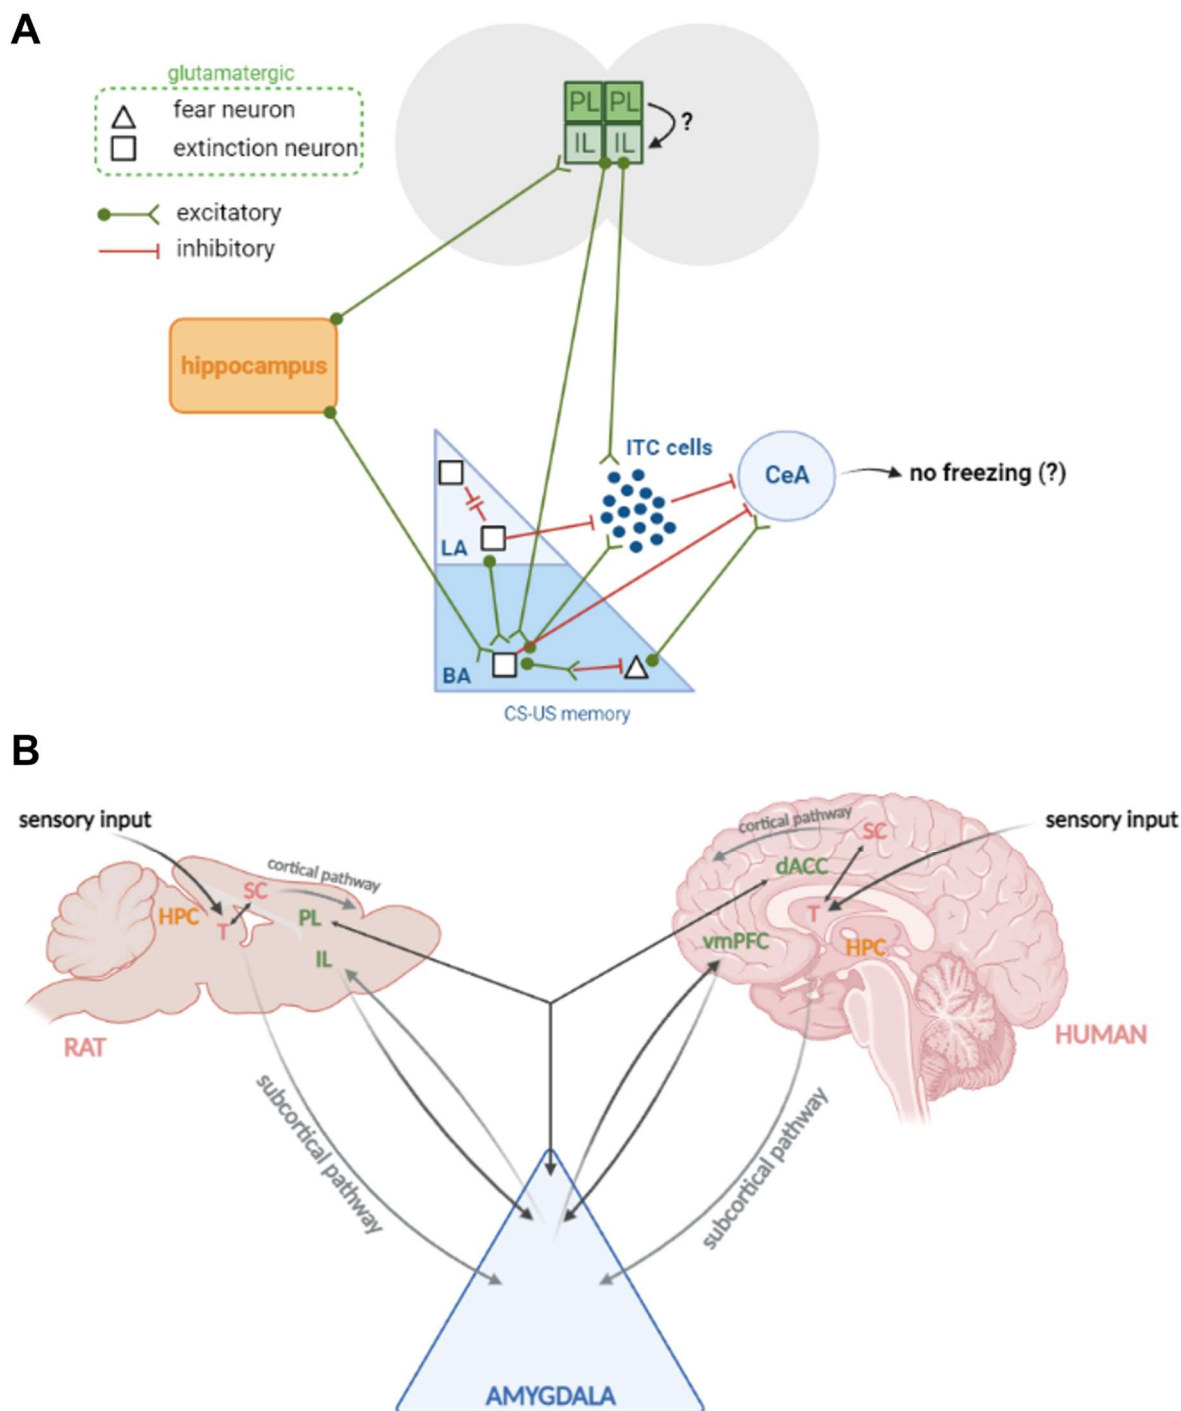 A
glutamatergic
fear neuron
extinction neuron
excitatory
inhibitory
PL PL
?
IL IL
hippocampus
ITC cells
CeA
no freezing (?)
LA
BA
CS-US memory
B
sensory input
cortical pathway
SC
HPC
T
PL
IL
RAT
subcortical pathway
cortical pathway
SC
sensory input
dACC
T
vmPFC
HPC
HUMAN
subcortical pathway
AMYGDALA